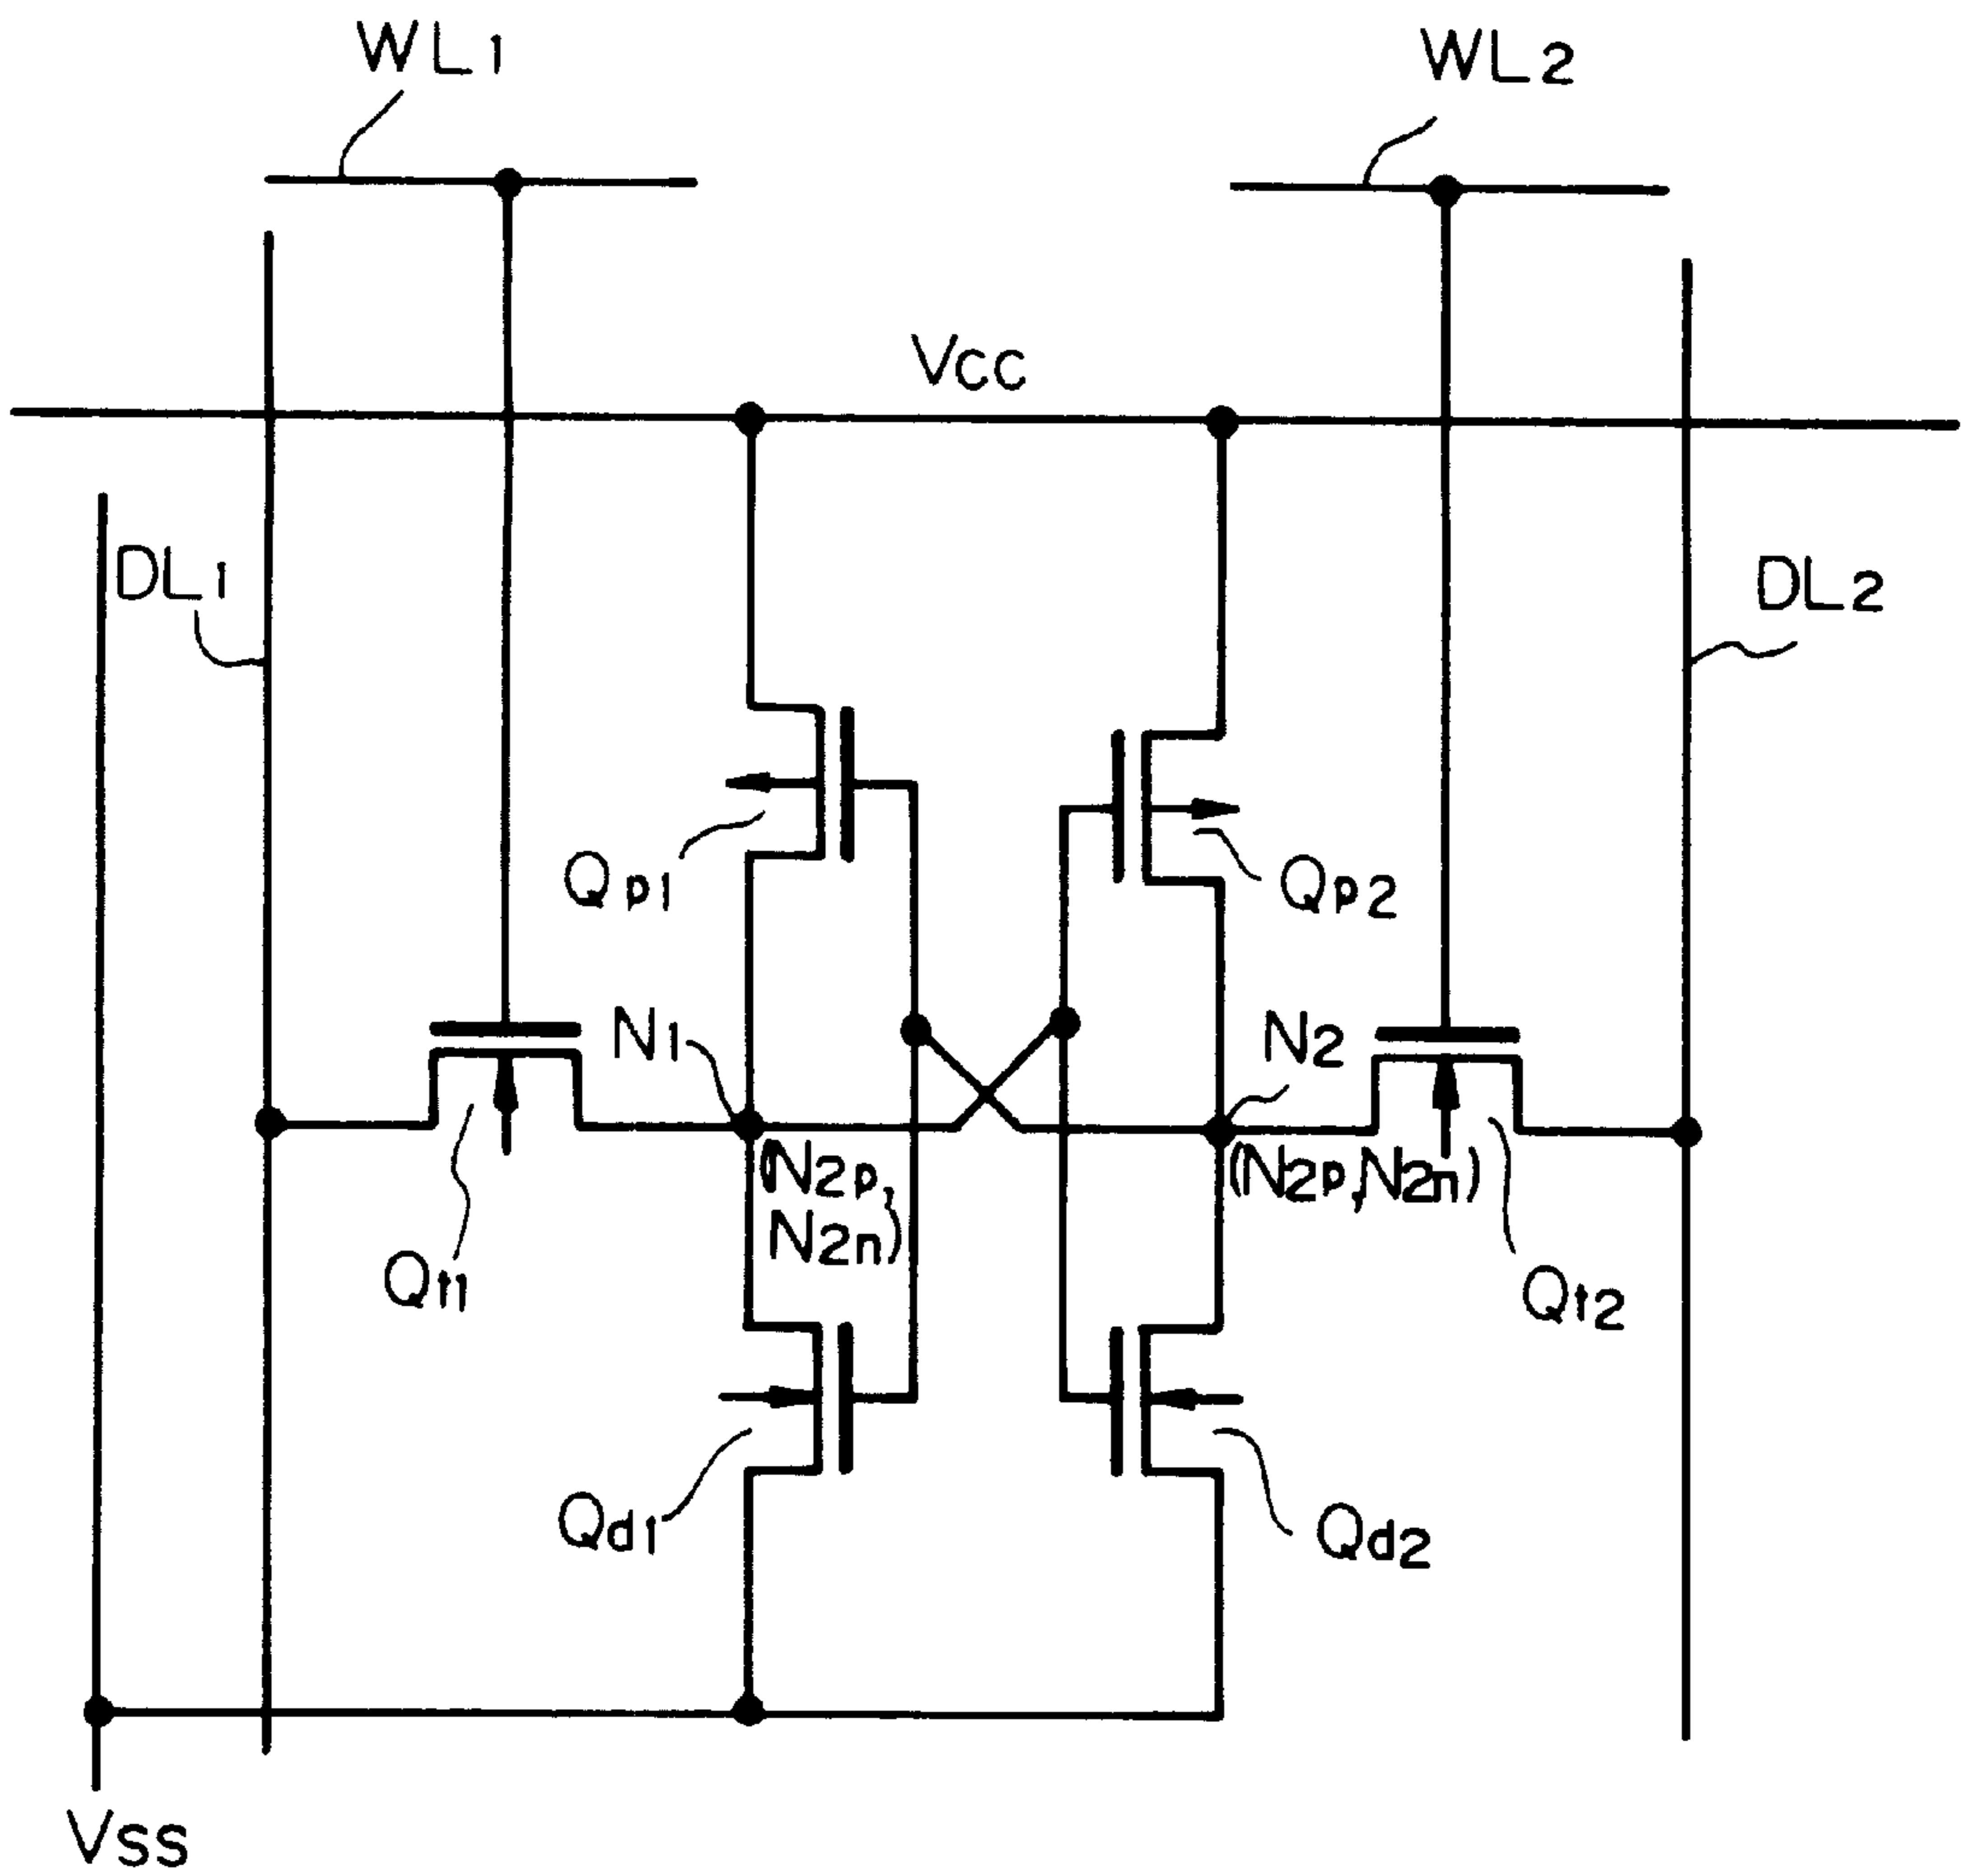 WL1
WL2
VCC
DL1
DL2
Qp1
Qp2
N1
N2
(N2p,
N2n)
(N2p,N2n)
Qt1
Qt2
Qd1
Qd2
VSS